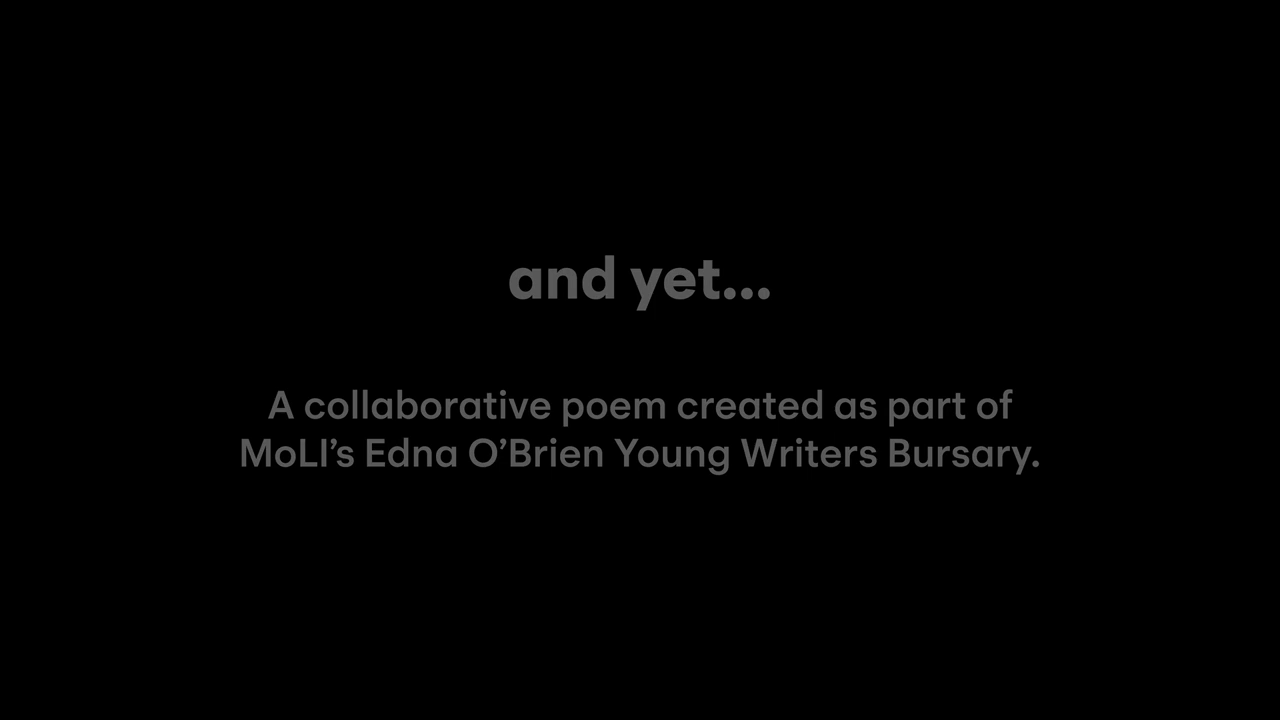 and yet...
A collaborative poem created as part of
MoLI’s Edna O’Brien Young Writers Bursary.